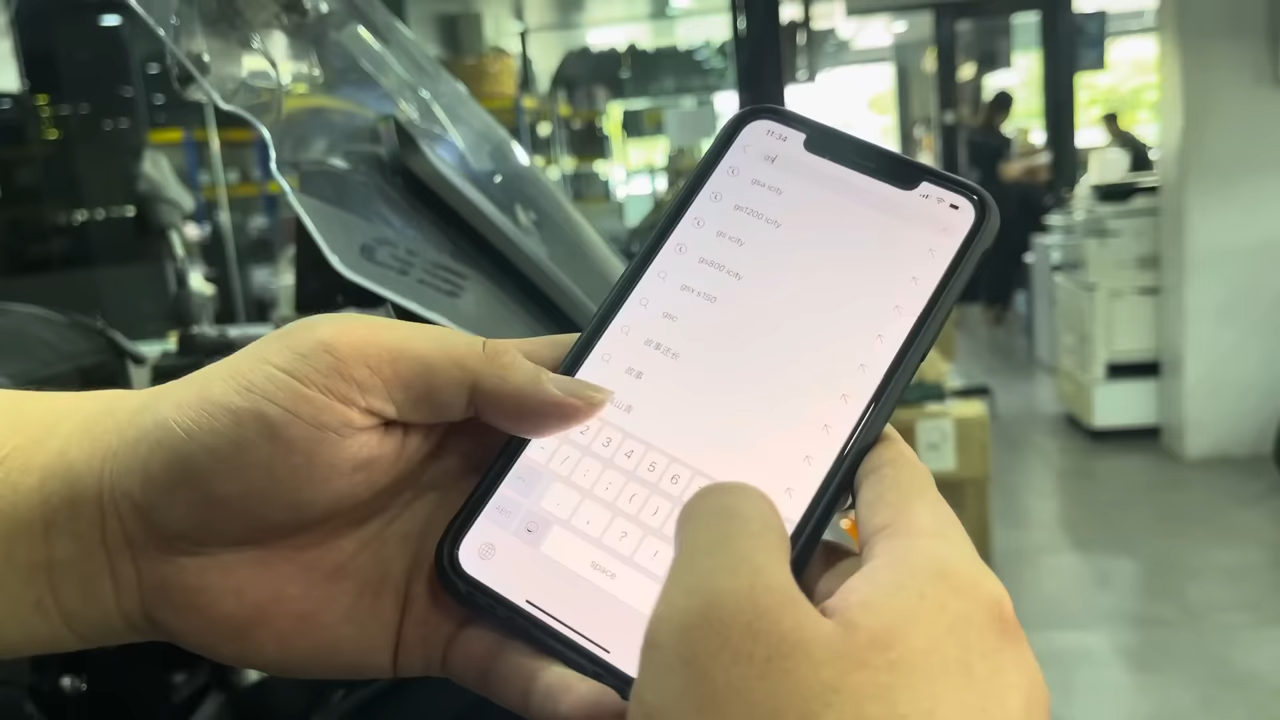 11:34
gs
gsa icity
gs1200 icity
gs icity
gs800 icity
gsx s150
gsc
故事还长
故事
山青
2 3 4 5 6
- / : ; ( )
. , ? !
space
GS